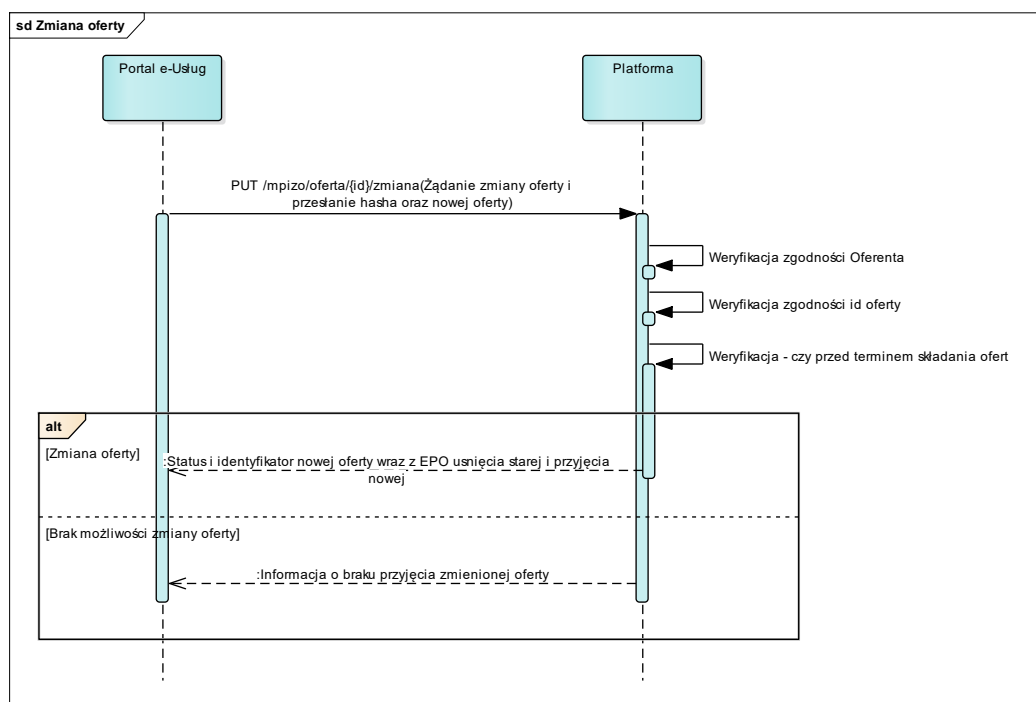 sd Zmiana oferty
Portal e-Usług
Platforma
PUT /mpizo/oferta/{id}/zmiana(Żądanie zmiany oferty i
przesłanie hasha oraz nowej oferty)
Weryfikacja zgodności Oferenta
Weryfikacja zgodności id oferty
Weryfikacja - czy przed terminem składania ofert
alt
[Zmiana oferty]
:Status i identyfikator nowej oferty wraz z EPO usnięcia starej i przyjęcia
nowej
[Brak możliwości zmiany oferty]
:Informacja o braku przyjęcia zmienionej oferty